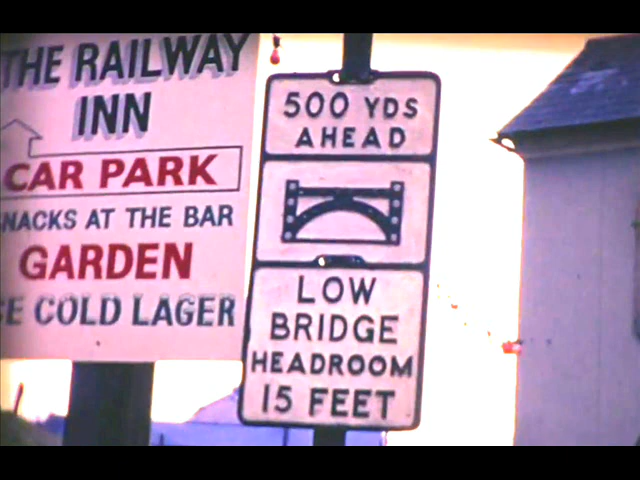 THE RAILWAY
INN
CAR PARK
SNACKS AT THE BAR
GARDEN
COLD LAGER
500 YDS
AHEAD
LOW
BRIDGE
HEADROOM
15 FEET